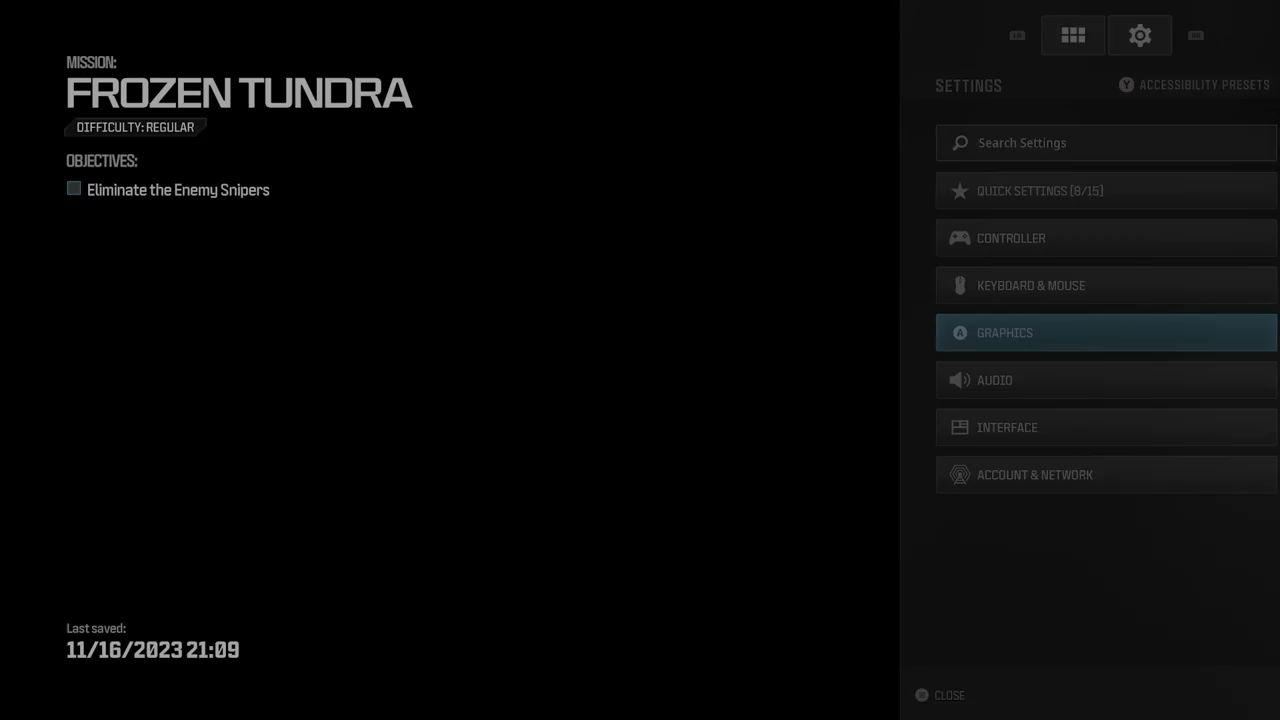 MISSION:
FROZEN TUNDRA
DIFFICULTY: REGULAR
OBJECTIVES:
Eliminate the Enemy Snipers
Last saved:
11/16/2023 21:09
SETTINGS
Y ACCESSIBILITY PRESETS
Search Settings
QUICK SETTINGS [8/15]
CONTROLLER
KEYBOARD & MOUSE
A GRAPHICS
AUDIO
INTERFACE
ACCOUNT & NETWORK
CLOSE